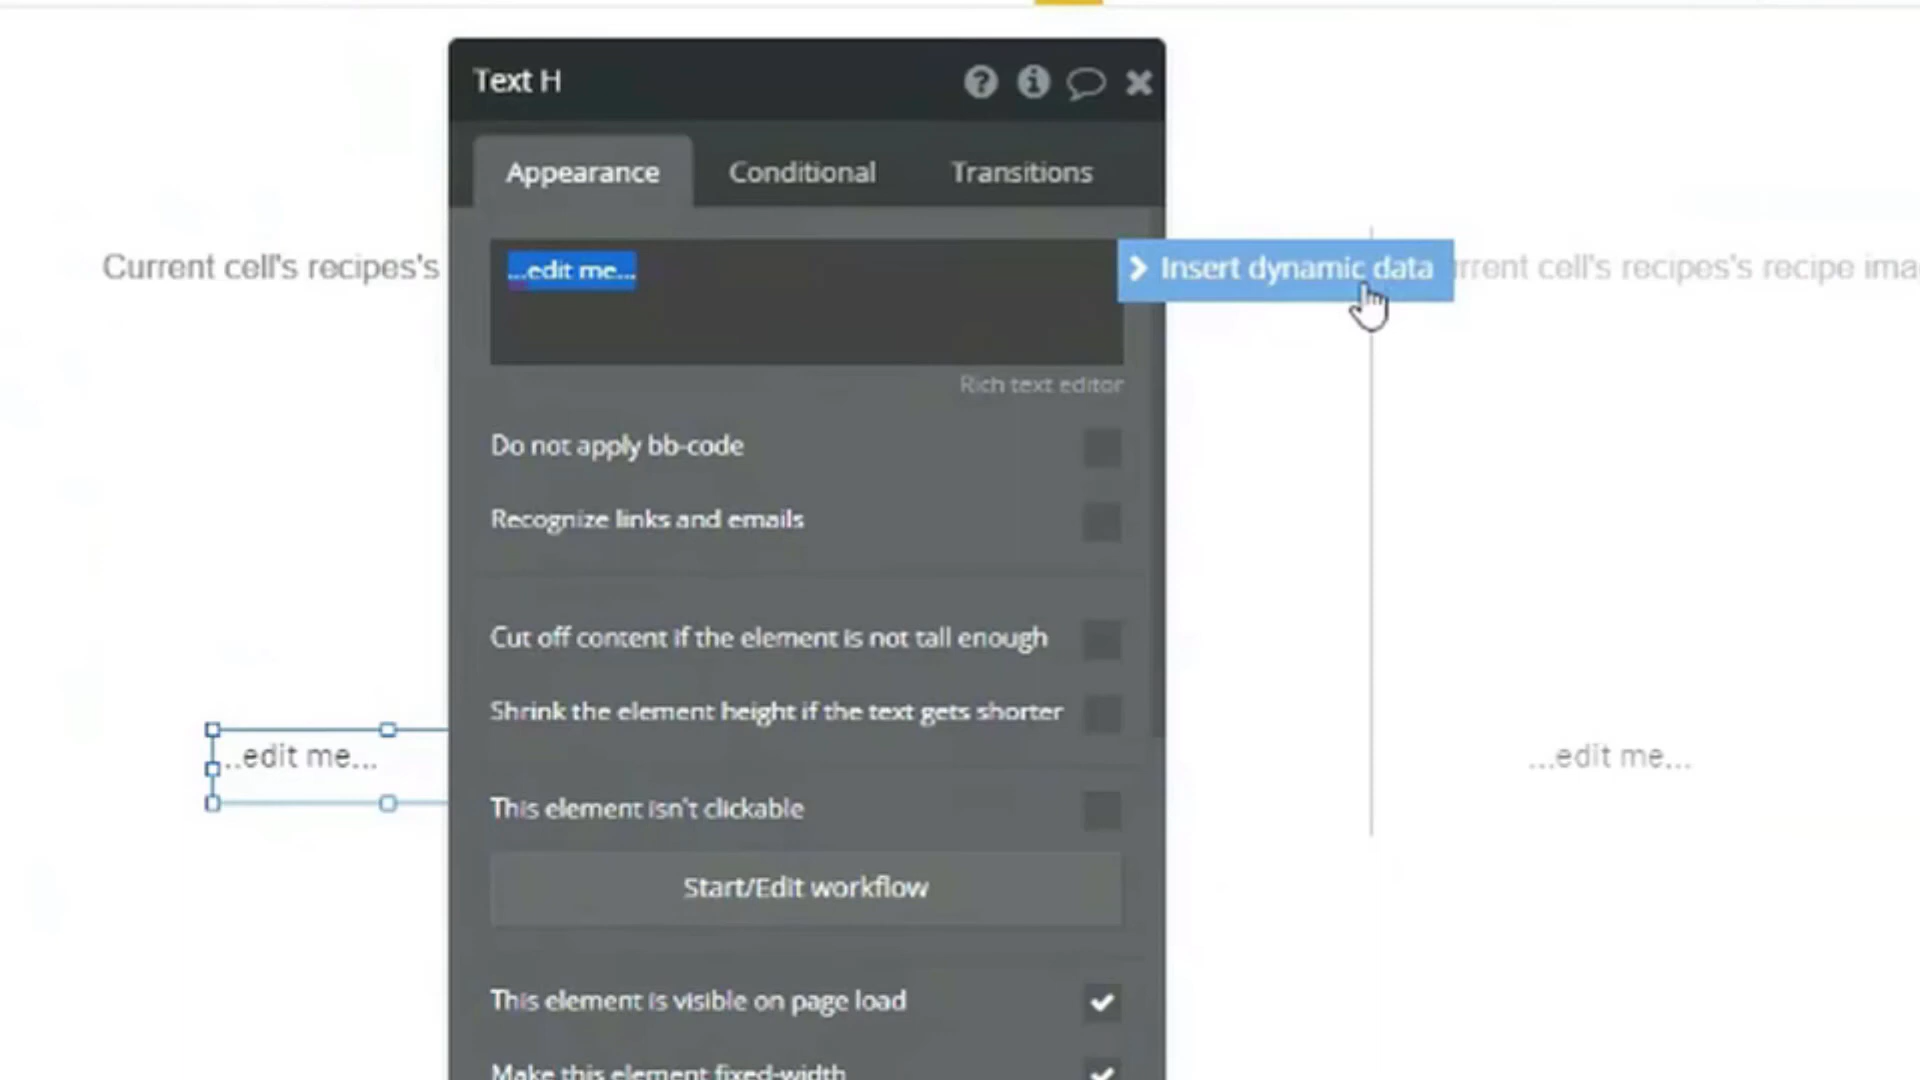 Text H
Appearance Conditional Transitions
Current cell's recipes's
...edit me...
Insert dynamic data
rrent cell's recipes's recipe ima
Rich text editor
Do not apply bb-code
Recognize links and emails
Cut off content if the element is not tall enough
Shrink the element height if the text gets shorter
...edit me...
...edit me...
This element isn't clickable
Start/Edit workflow
This element is visible on page load
Make this element fixed-width